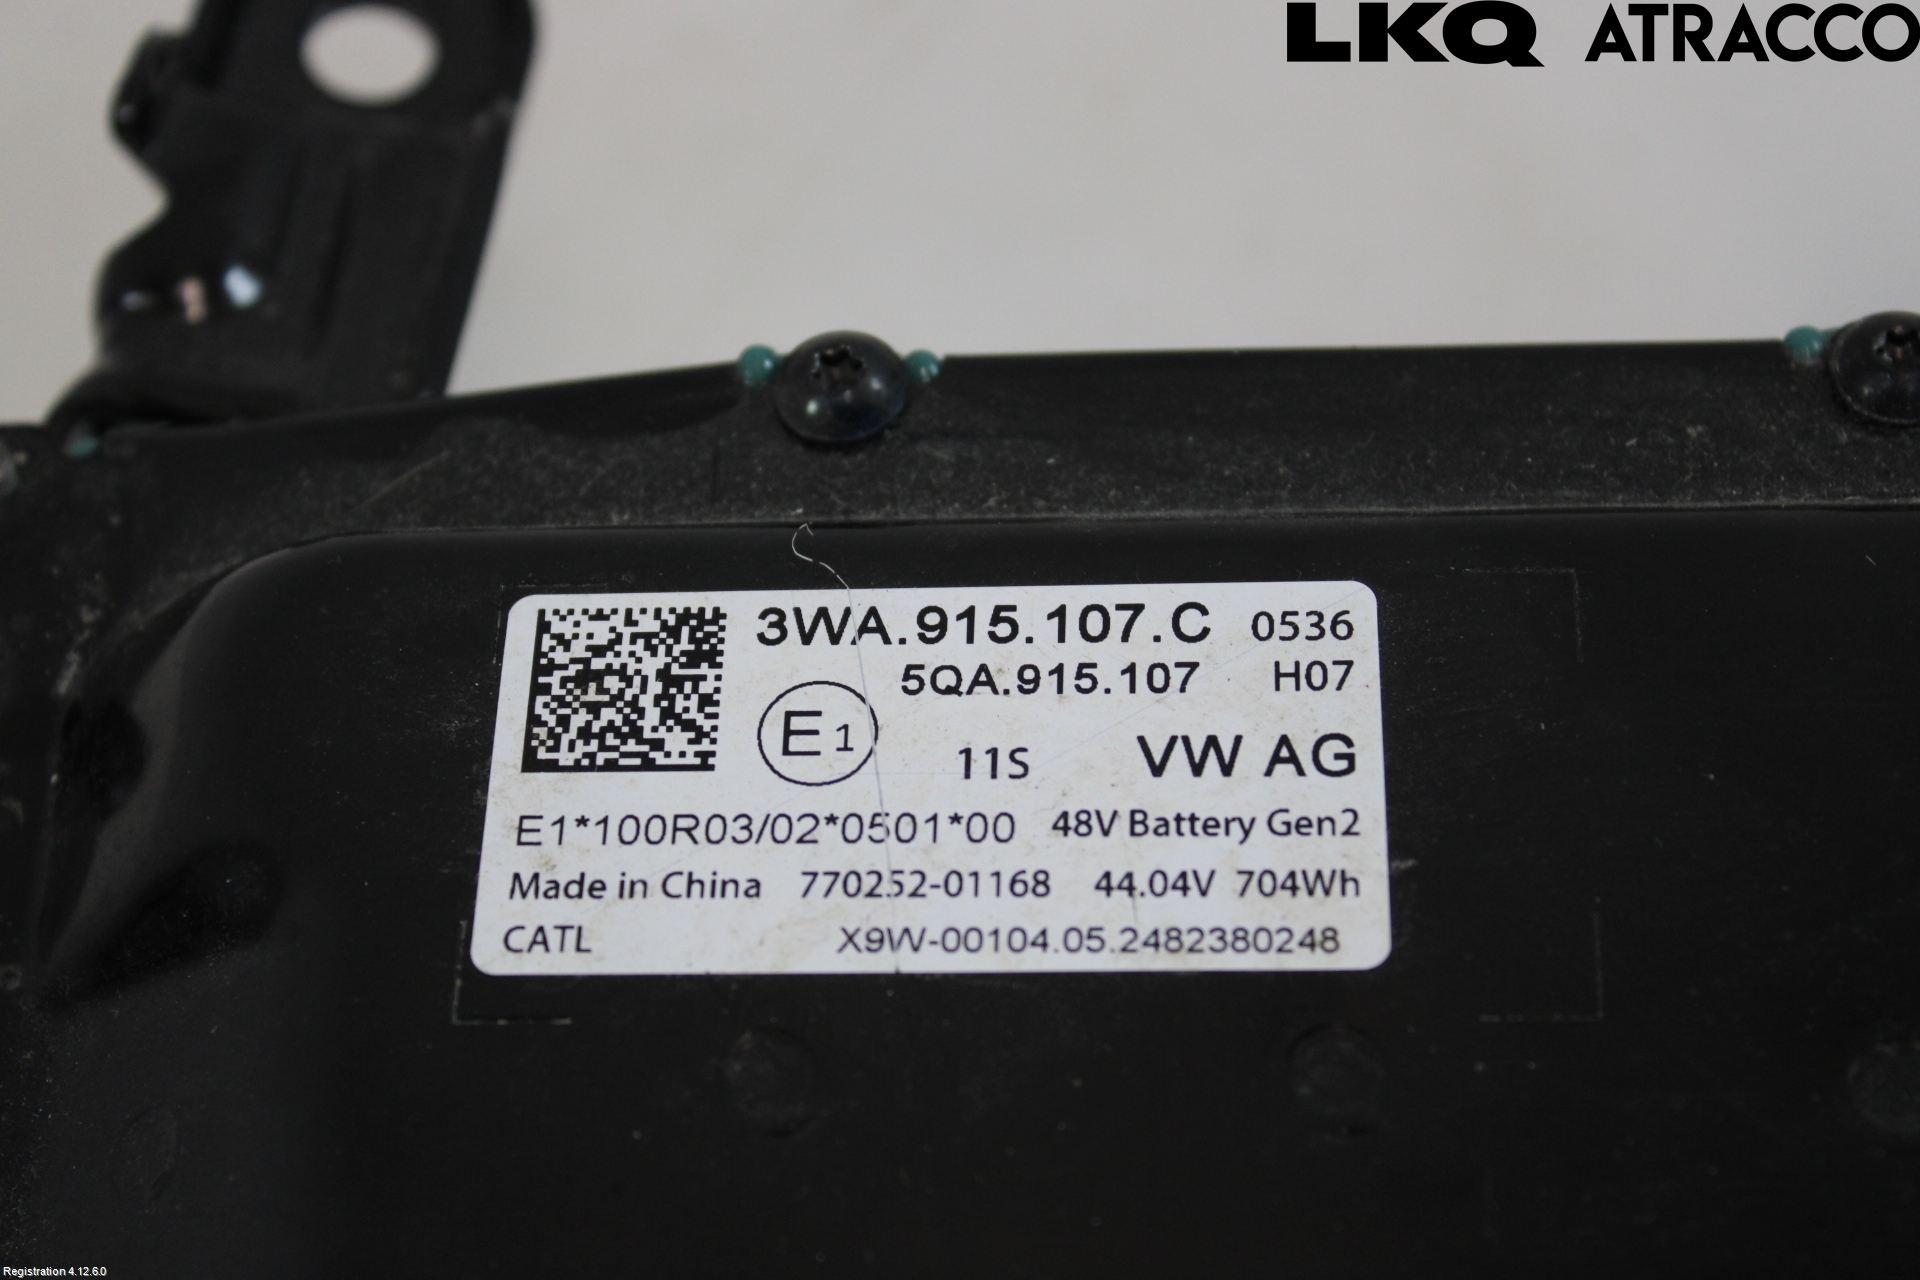 LKQ ATRACCO
3WA.915.107.C 0536
5QA.915.107 H07
E1 11S VW AG
E1*100R03/02*0501*00 48V Battery Gen2
Made in China 770252-01168 44.04V 704Wh
CATL X9W-00104.05.2482380248
Registration 4.12.6.0